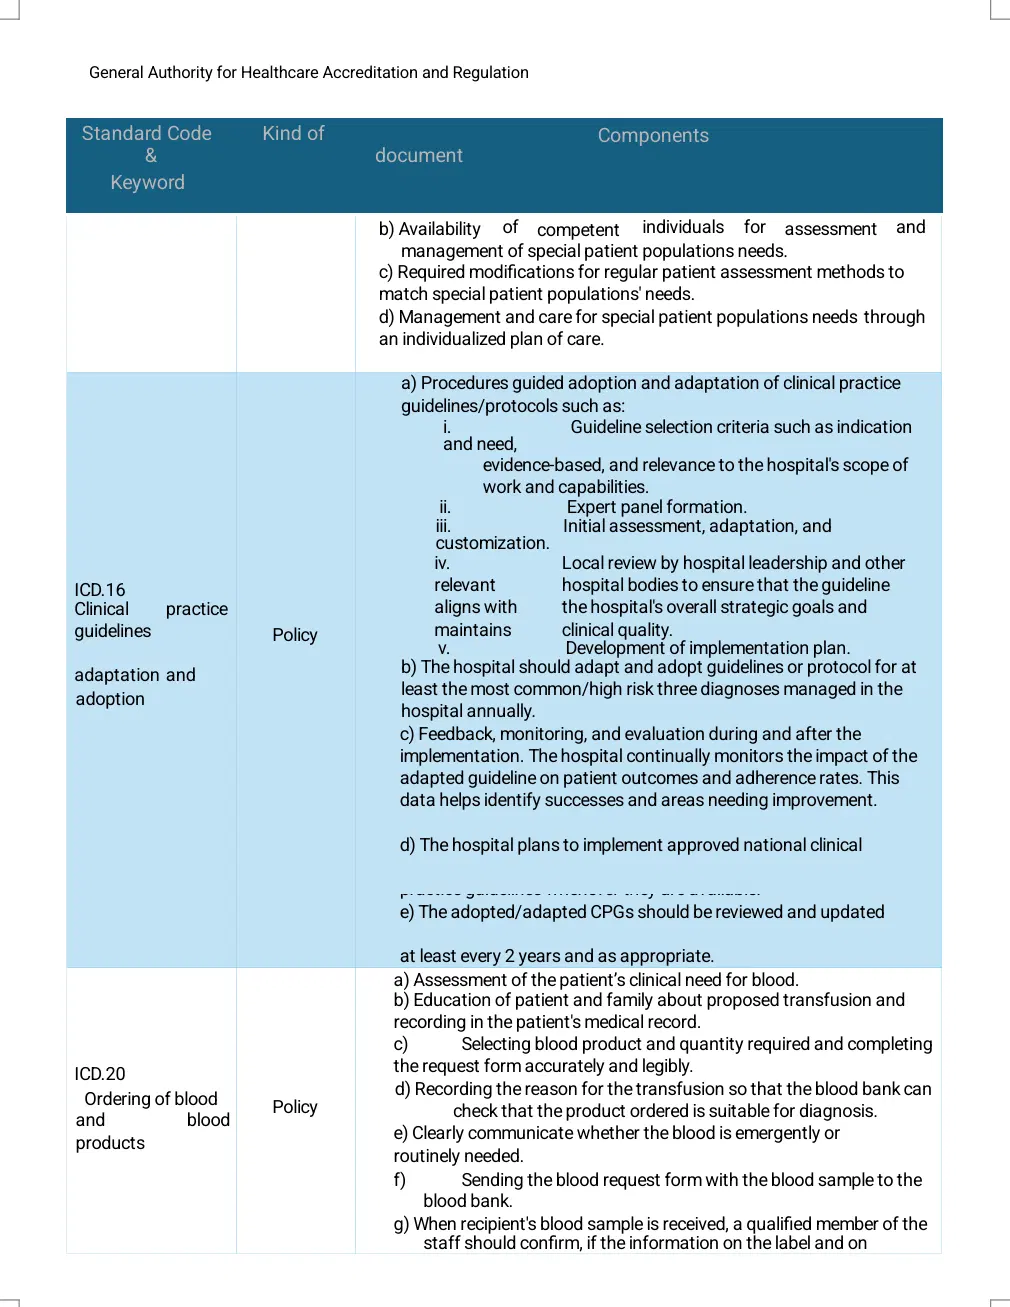 General Authority for Healthcare Accreditation and Regulation
Standard Code
&
Keyword
Kind of
document
Components
b) Availability of competent individuals for assessment and
management of special patient populations needs.
c) Required modifications for regular patient assessment methods to
match special patient populations' needs.
d) Management and care for special patient populations needs through
an individualized plan of care.
ICD.16
Clinical practice
guidelines
adaptation and
adoption
Policy
a) Procedures guided adoption and adaptation of clinical practice
guidelines/protocols such as:
i. Guideline selection criteria such as indication
and need,
evidence-based, and relevance to the hospital's scope of
work and capabilities.
ii. Expert panel formation.
iii. Initial assessment, adaptation, and
customization.
iv. Local review by hospital leadership and other
relevant hospital bodies to ensure that the guideline
aligns with the hospital's overall strategic goals and
maintains clinical quality.
v. Development of implementation plan.
b) The hospital should adapt and adopt guidelines or protocol for at
least the most common/high risk three diagnoses managed in the
hospital annually.
c) Feedback, monitoring, and evaluation during and after the
implementation. The hospital continually monitors the impact of the
adapted guideline on patient outcomes and adherence rates. This
data helps identify successes and areas needing improvement.
d) The hospital plans to implement approved national clinical
e) The adopted/adapted CPGs should be reviewed and updated
at least every 2 years and as appropriate.
ICD.20
Ordering of blood
and blood
products
Policy
a) Assessment of the patient’s clinical need for blood.
b) Education of patient and family about proposed transfusion and
recording in the patient's medical record.
c) Selecting blood product and quantity required and completing
the request form accurately and legibly.
d) Recording the reason for the transfusion so that the blood bank can
check that the product ordered is suitable for diagnosis.
e) Clearly communicate whether the blood is emergently or
routinely needed.
f) Sending the blood request form with the blood sample to the
blood bank.
g) When recipient's blood sample is received, a qualified member of the
staff should confirm, if the information on the label and on